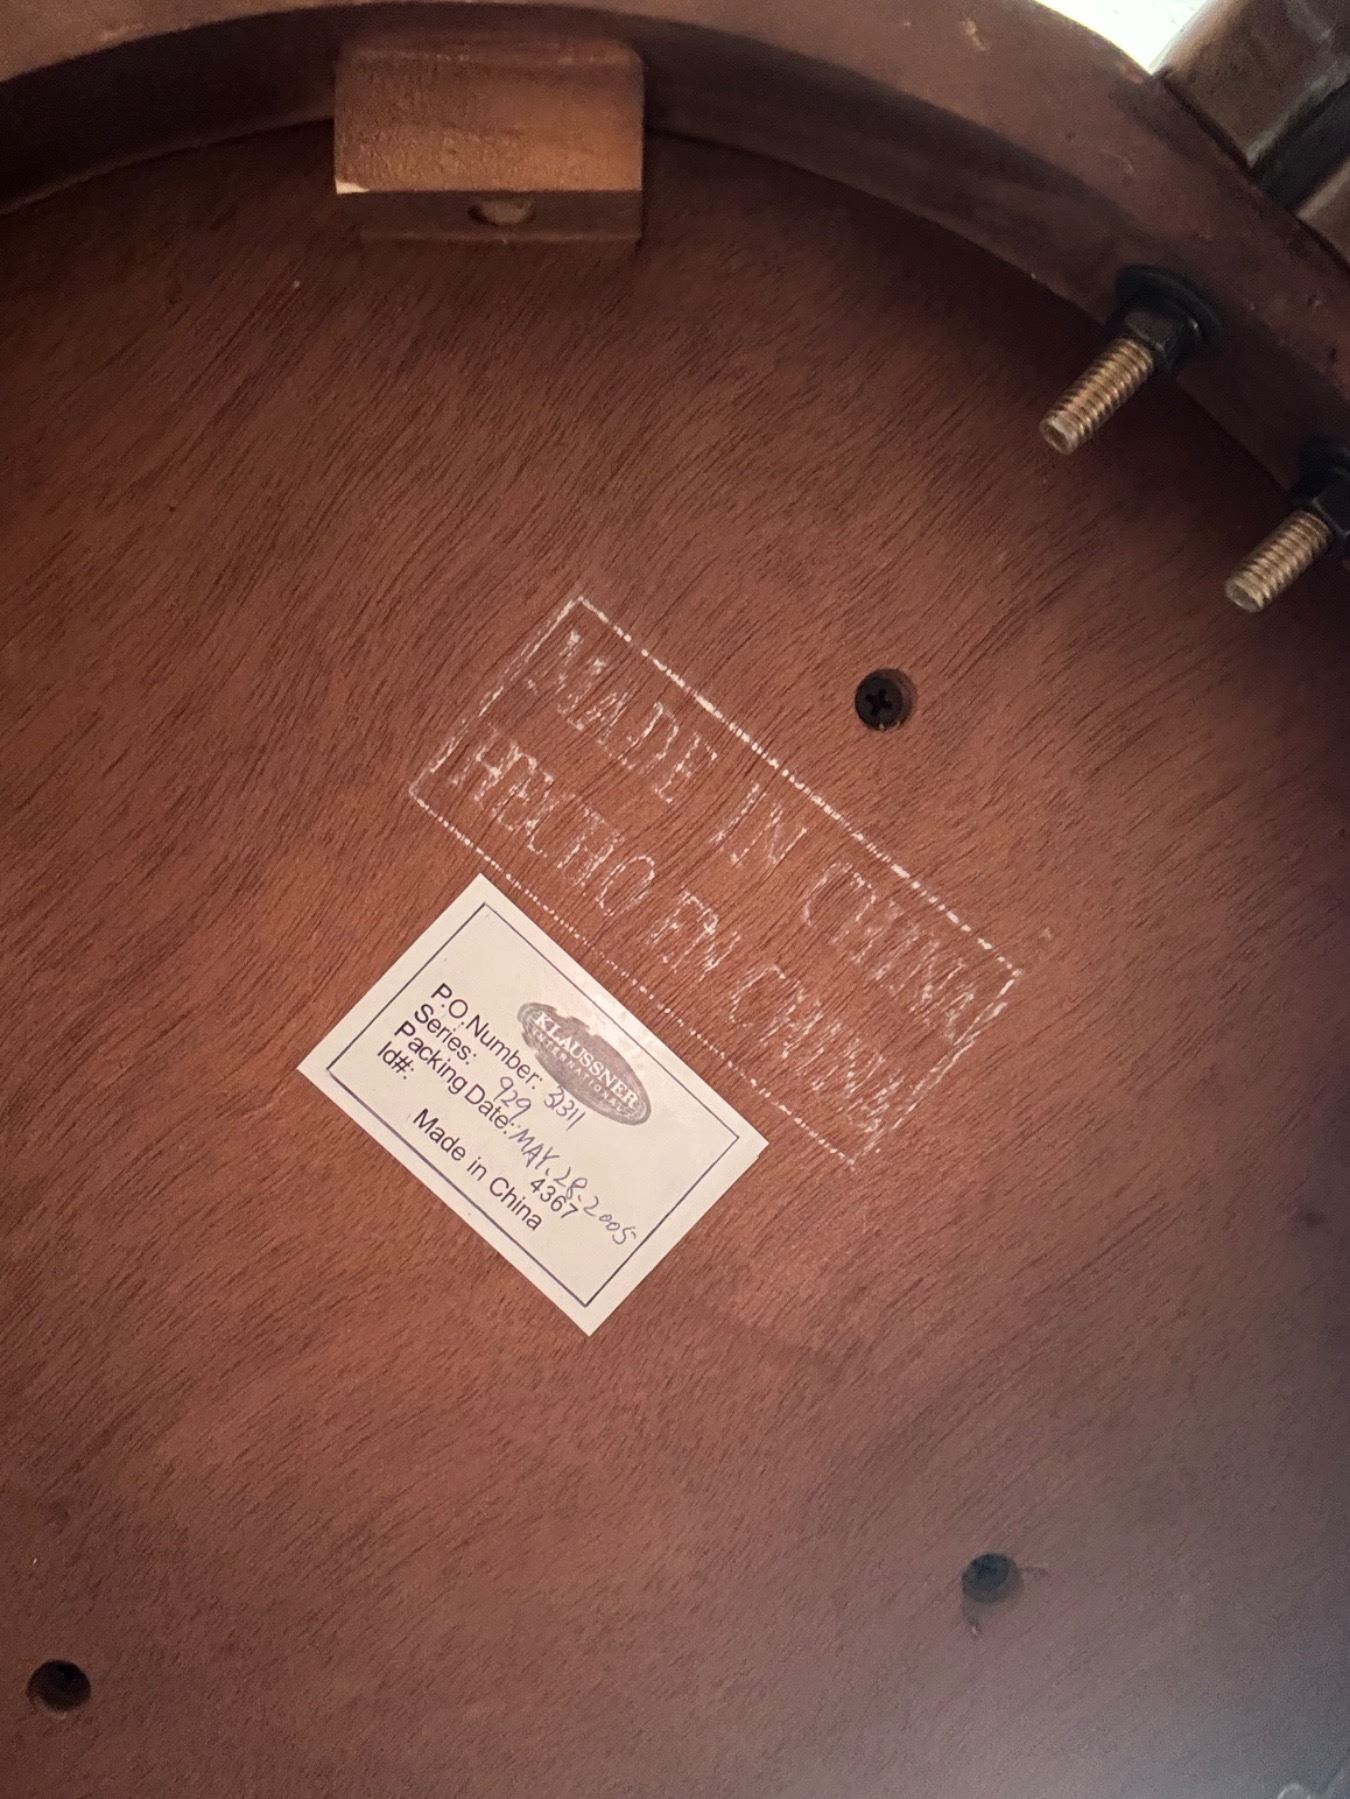 MADE IN CHINA
HECHO EN CHINA
KLAUSSNER
INTERNATIONAL
P.O.Number: 31311
Series: 929
Packing Date: MAY.28.2005
Id#: 4367
Made in China